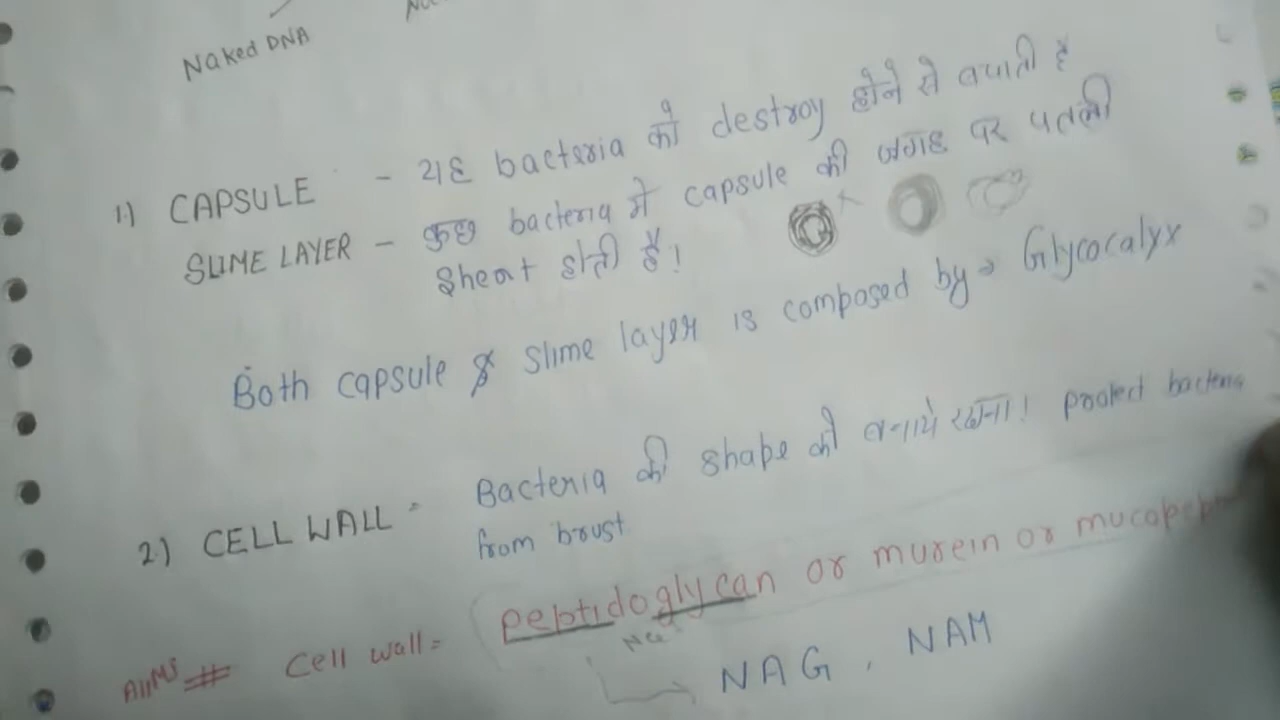 Naked DNA
1) CAPSULE - यह bacteria को destroy होने से बचाती है
SLIME LAYER - कुछ bacteria में capsule की जगह पर पतली
Sheat होती है!
Both capsule & slime layer is composed by → Glycocalyx
2) CELL WALL = Bacteria की shape को बनाये रखना! protect bacteria
from brust
AIIMS # Cell wall = Peptidoglycan or murein or
NAG, NAM